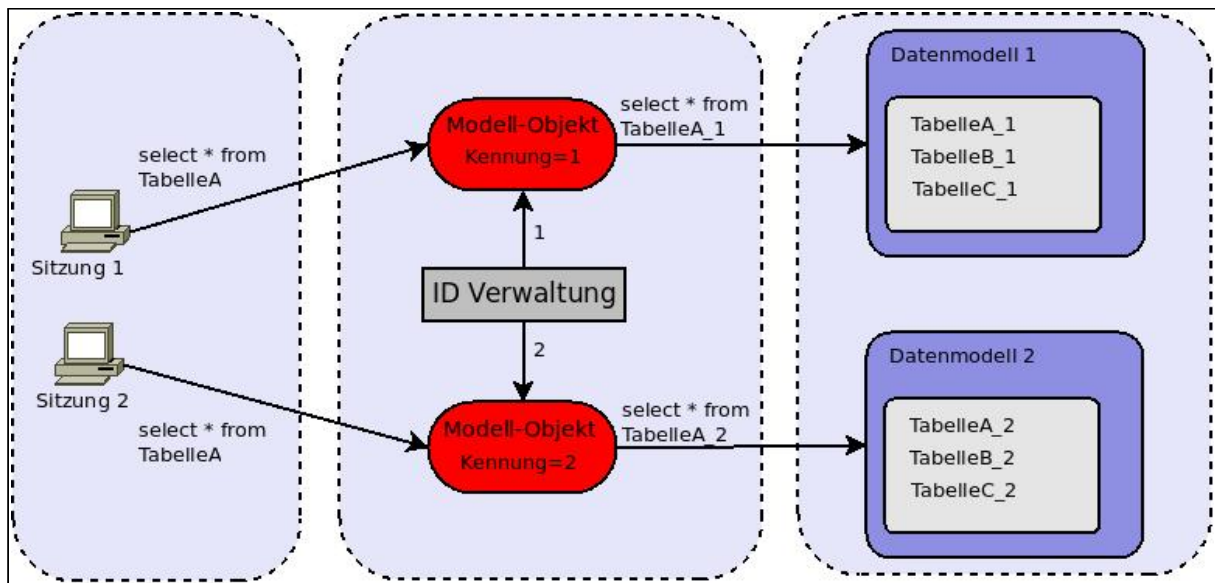 select * from
TabelleA
Sitzung 1
Sitzung 2
select * from
TabelleA
Modell-Objekt
Kennung=1
select * from
TabelleA_1
1
ID Verwaltung
2
Modell-Objekt
Kennung=2
select * from
TabelleA_2
Datenmodell 1
TabelleA_1
TabelleB_1
TabelleC_1
Datenmodell 2
TabelleA_2
TabelleB_2
TabelleC_2